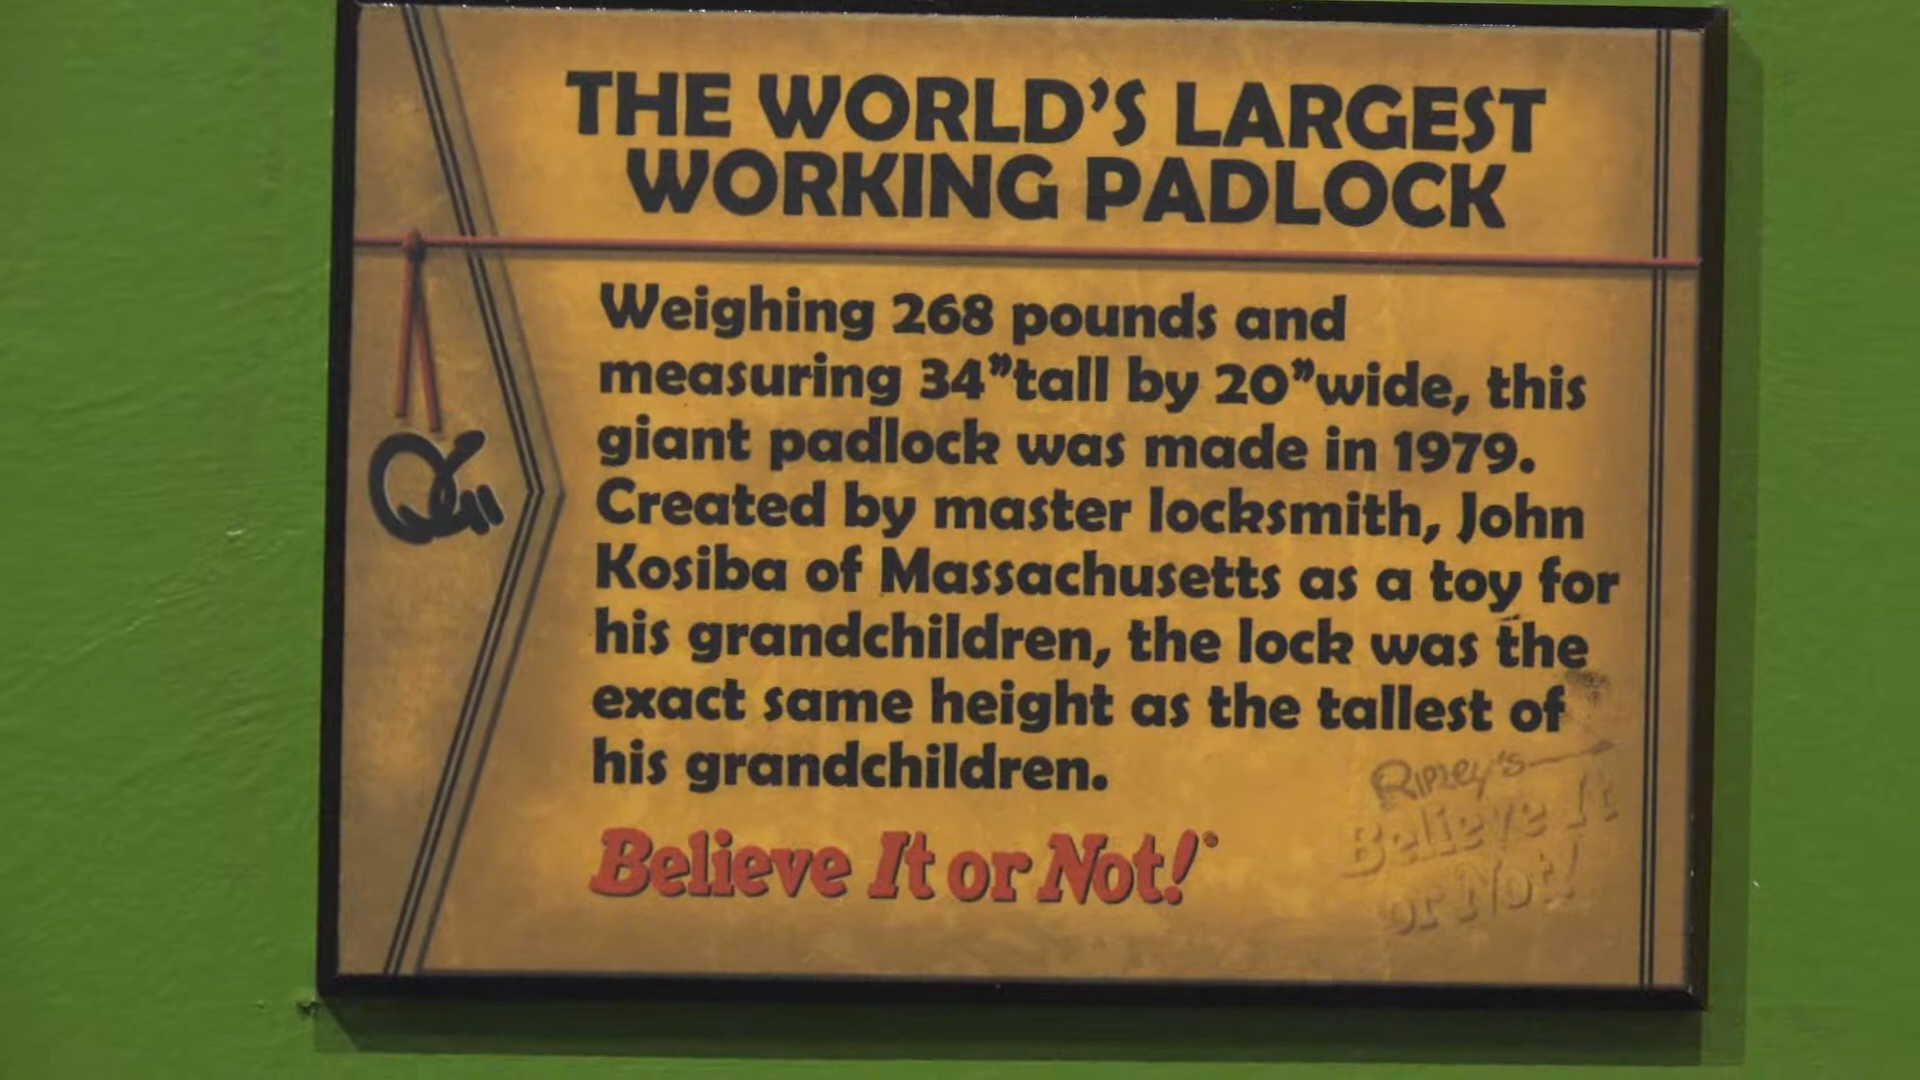 THE WORLD'S LARGEST
WORKING PADLOCK
Weighing 268 pounds and
measuring 34”tall by 20”wide, this
giant padlock was made in 1979.
Created by master locksmith, John
Kosiba of Massachusetts as a toy for
his grandchildren, the lock was the
exact same height as the tallest of
his grandchildren.
Believe It or Not!®
Ripley's
Believe It
or Not!